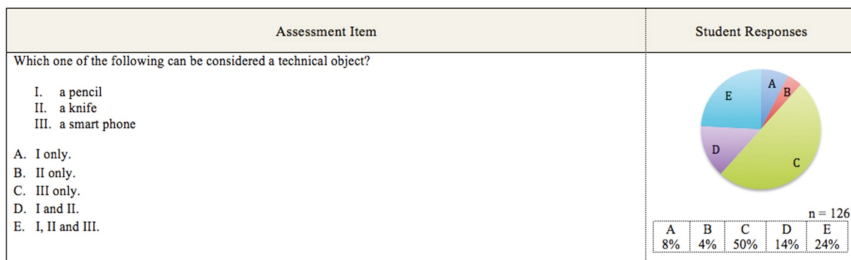 Assessment Item
Student Responses
Which one of the following can be considered a technical object?
I. a pencil
II. a knife
III. a smart phone
A. I only.
B. II only.
C. III only.
D. I and II.
E. I, II and III.
A
B
E
D
C
n = 126
A B C D E
8% 4% 50% 14% 24%